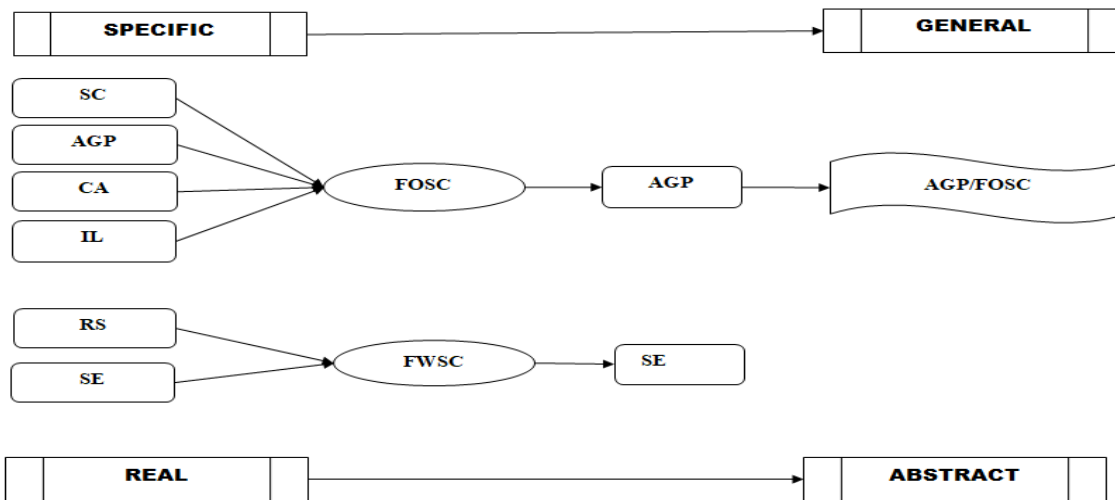 SPECIFIC
GENERAL
SC
AGP
CA
IL
FOSC
AGP
AGP/FOSC
RS
SE
FWSC
SE
REAL
ABSTRACT